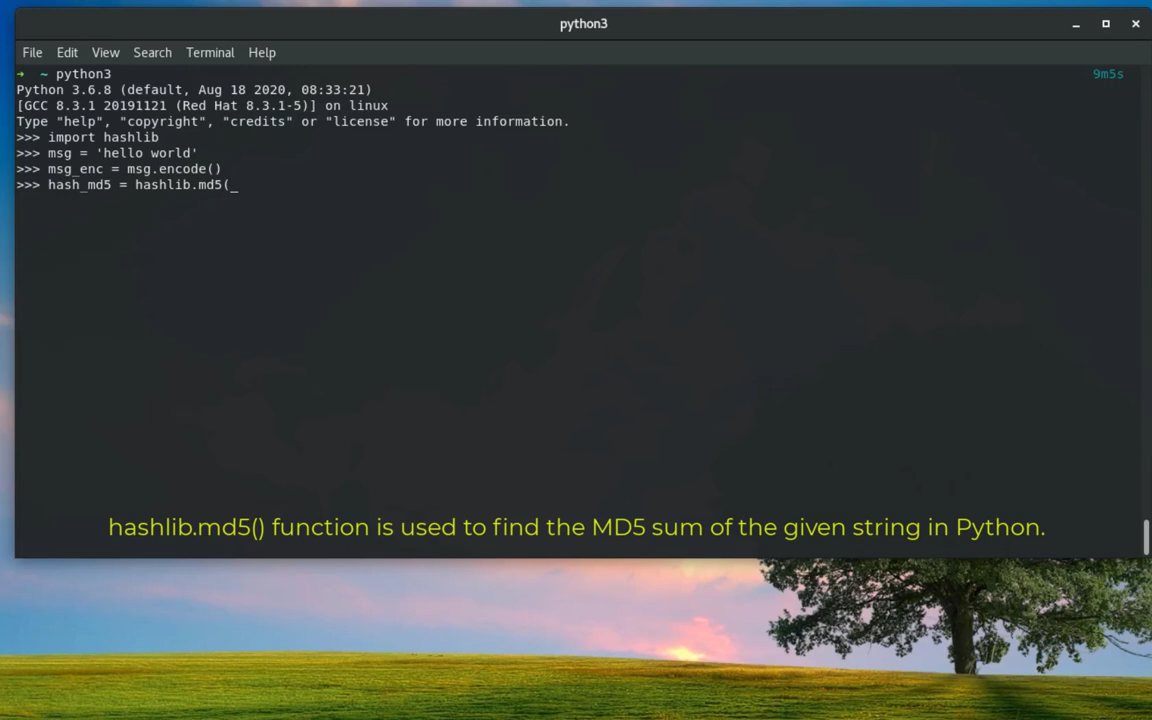 python3
File Edit View Search Terminal Help
→ ~ python3 9m5s
Python 3.6.8 (default, Aug 18 2020, 08:33:21)
[GCC 8.3.1 20191121 (Red Hat 8.3.1-5)] on linux
Type "help", "copyright", "credits" or "license" for more information.
>>> import hashlib
>>> msg = 'hello world'
>>> msg_enc = msg.encode()
>>> hash_md5 = hashlib.md5(_
hashlib.md5() function is used to find the MD5 sum of the given string in Python.